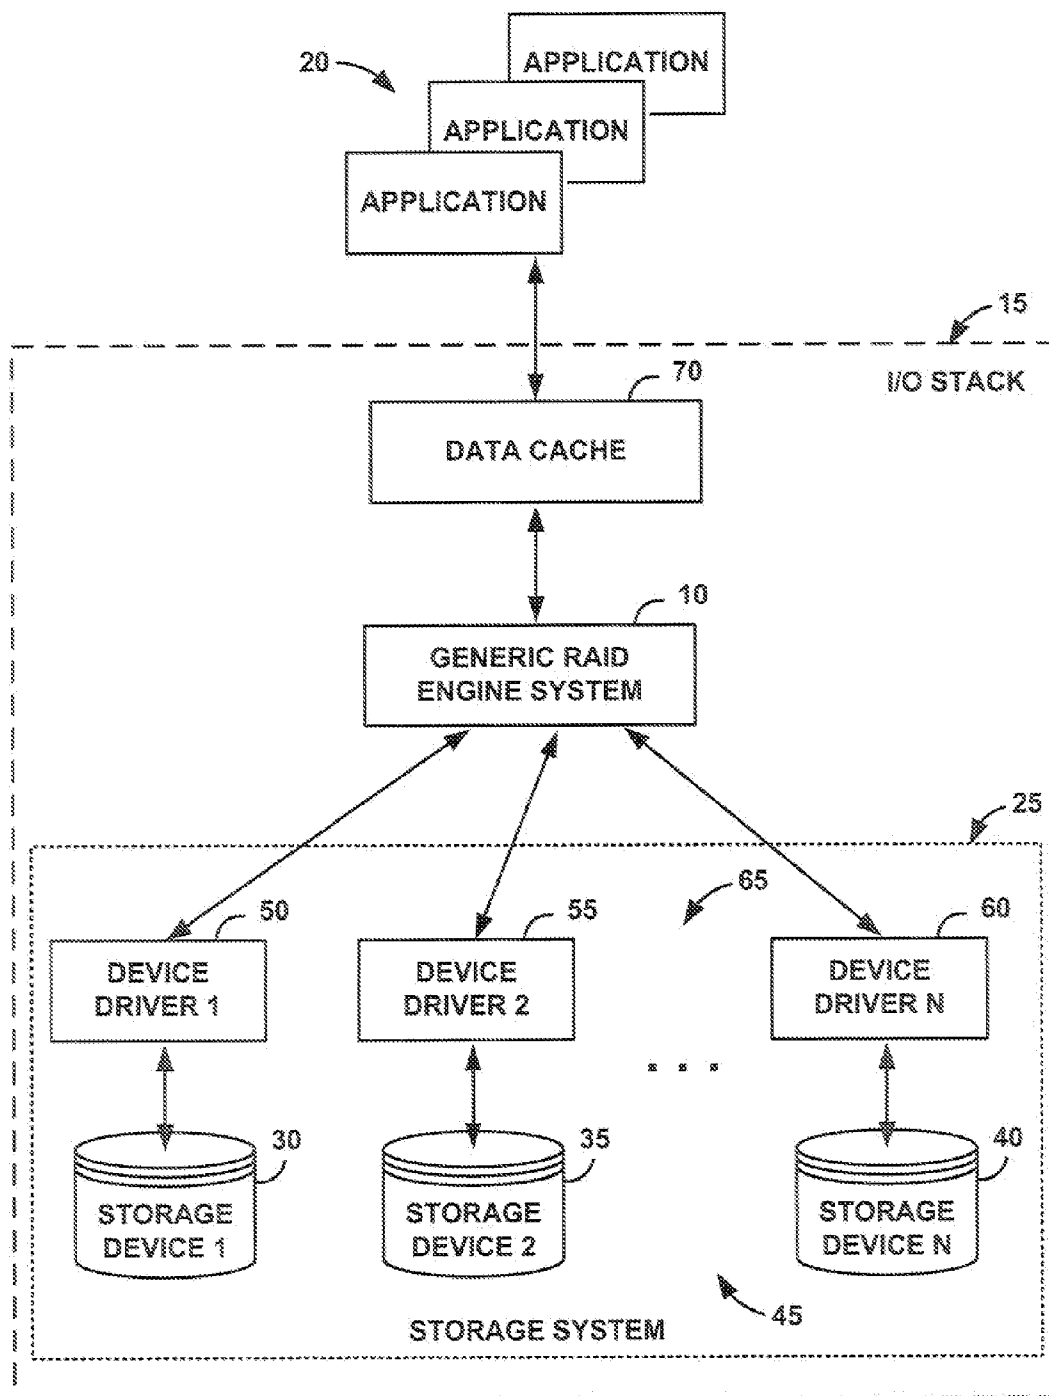 20
APPLICATION
APPLICATION
APPLICATION
15
I/O STACK
70
DATA CACHE
10
GENERIC RAID
ENGINE SYSTEM
25
65
50
DEVICE
DRIVER 1
55
DEVICE
DRIVER 2
60
DEVICE
DRIVER N
. . .
30
STORAGE
DEVICE 1
35
STORAGE
DEVICE 2
40
STORAGE
DEVICE N
45
STORAGE SYSTEM